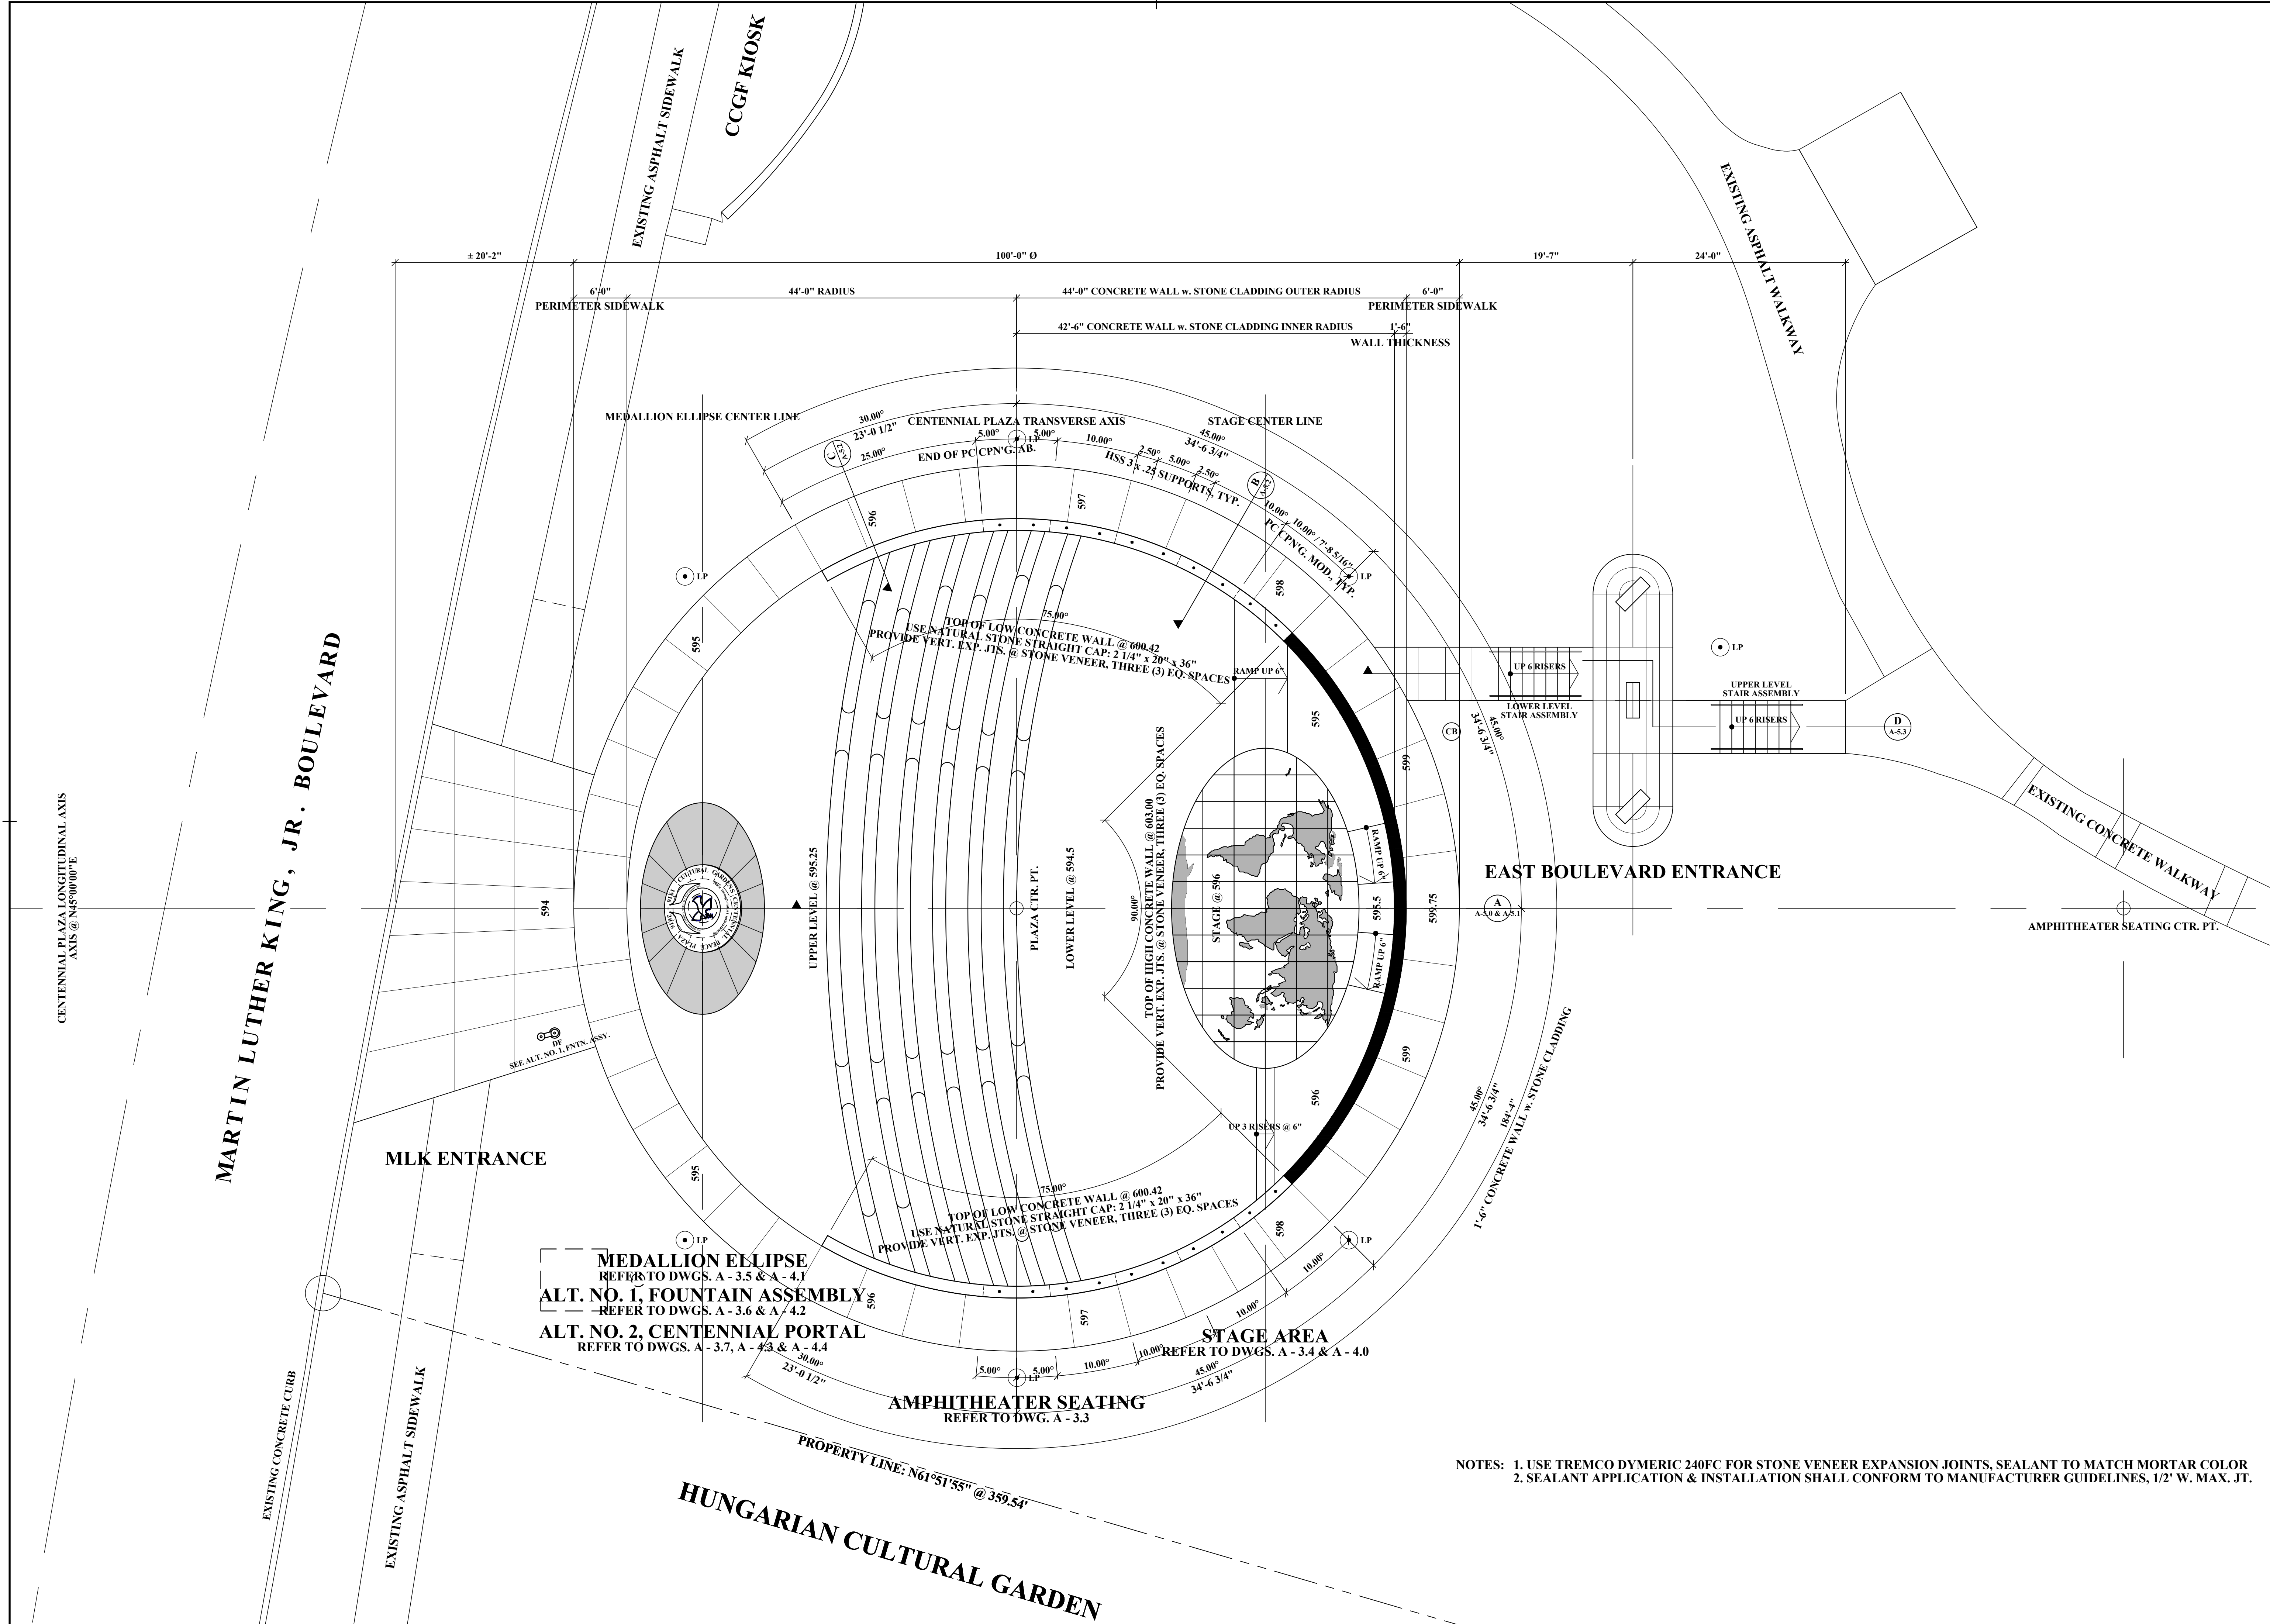 CCGF KIOSK
EXISTING ASPHALT SIDEWALK
EXISTING ASPHALT WALKWAY
± 20'-2"
100'-0" Ø
19'-7"
24'-0"
6'-0"
PERIMETER SIDEWALK
44'-0" RADIUS
44'-0" CONCRETE WALL w. STONE CLADDING OUTER RADIUS
6'-0"
PERIMETER SIDEWALK
42'-6" CONCRETE WALL w. STONE CLADDING INNER RADIUS
1'-6"
WALL THICKNESS
MEDALLION ELLIPSE CENTER LINE
30.00°
23'-0 1/2"
CENTENNIAL PLAZA TRANSVERSE AXIS
STAGE CENTER LINE
45.00°
34'-6 3/4"
25.00°
5.00°
LP
5.00°
10.00°
2.50°
5.00°
2.50°
END OF PC CPN'G. AB.
HSS 3 x .25 SUPPORTS, TYP.
C
A-5.2
B
A-5.2
10.00°
10.00° / 7'-8 5/16"
PC CPN'G. MOD., TYP.
596
597
598
LP
LP
LP
75.00°
TOP OF LOW CONCRETE WALL @ 600.42
USE NATURAL STONE STRAIGHT CAP: 2 1/4" x 20" x 36"
PROVIDE VERT. EXP. JTS. @ STONE VENEER, THREE (3) EQ. SPACES
RAMP UP 6"
UP 6 RISERS
LOWER LEVEL
STAIR ASSEMBLY
UPPER LEVEL
STAIR ASSEMBLY
UP 6 RISERS
D
A-5.3
CB
45.00°
34'-6 3/4"
595
595
599
MARTIN LUTHER KING, JR. BOULEVARD
CENTENNIAL PLAZA LONGITUDINAL AXIS
AXIS @ N45°00'00"E
594
CULTURAL GARDENS CENTENNIAL PEACE PLAZA
UPPER LEVEL @ 595.25
PLAZA CTR. PT.
LOWER LEVEL @ 594.5
90.00°
TOP OF HIGH CONCRETE WALL @ 603.00
PROVIDE VERT. EXP. JTS. @ STONE VENEER, THREE (3) EQ. SPACES
STAGE @ 596
RAMP UP 6"
595.5
RAMP UP 6"
599.75
EAST BOULEVARD ENTRANCE
A
A-5.0 & A-5.1
EXISTING CONCRETE WALKWAY
AMPHITHEATER SEATING CTR. PT.
DF
SEE ALT. NO. 1, FNTN. ASSY.
MLK ENTRANCE
595
596
599
UP 3 RISERS @ 6"
45.00°
34'-6 3/4"
184'-4"
1'-6" CONCRETE WALL w. STONE CLADDING
75.00°
TOP OF LOW CONCRETE WALL @ 600.42
USE NATURAL STONE STRAIGHT CAP: 2 1/4" x 20" x 36"
PROVIDE VERT. EXP. JTS. @ STONE VENEER, THREE (3) EQ. SPACES
598
LP
LP
MEDALLION ELLIPSE
REFER TO DWGS. A - 3.5 & A - 4.1
ALT. NO. 1, FOUNTAIN ASSEMBLY
REFER TO DWGS. A - 3.6 & A - 4.2
ALT. NO. 2, CENTENNIAL PORTAL
REFER TO DWGS. A - 3.7, A - 4.3 & A - 4.4
596
597
10.00°
10.00°
10.00°
10.00°
STAGE AREA
REFER TO DWGS. A - 3.4 & A - 4.0
30.00°
23'-0 1/2"
5.00°
LP
5.00°
45.00°
34'-6 3/4"
AMPHITHEATER SEATING
REFER TO DWG. A - 3.3
EXISTING CONCRETE CURB
EXISTING ASPHALT SIDEWALK
PROPERTY LINE: N61°51'55" @ 359.54'
HUNGARIAN CULTURAL GARDEN
NOTES: 1. USE TREMCO DYMERIC 240FC FOR STONE VENEER EXPANSION JOINTS, SEALANT TO MATCH MORTAR COLOR
2. SEALANT APPLICATION & INSTALLATION SHALL CONFORM TO MANUFACTURER GUIDELINES, 1/2' W. MAX. JT.